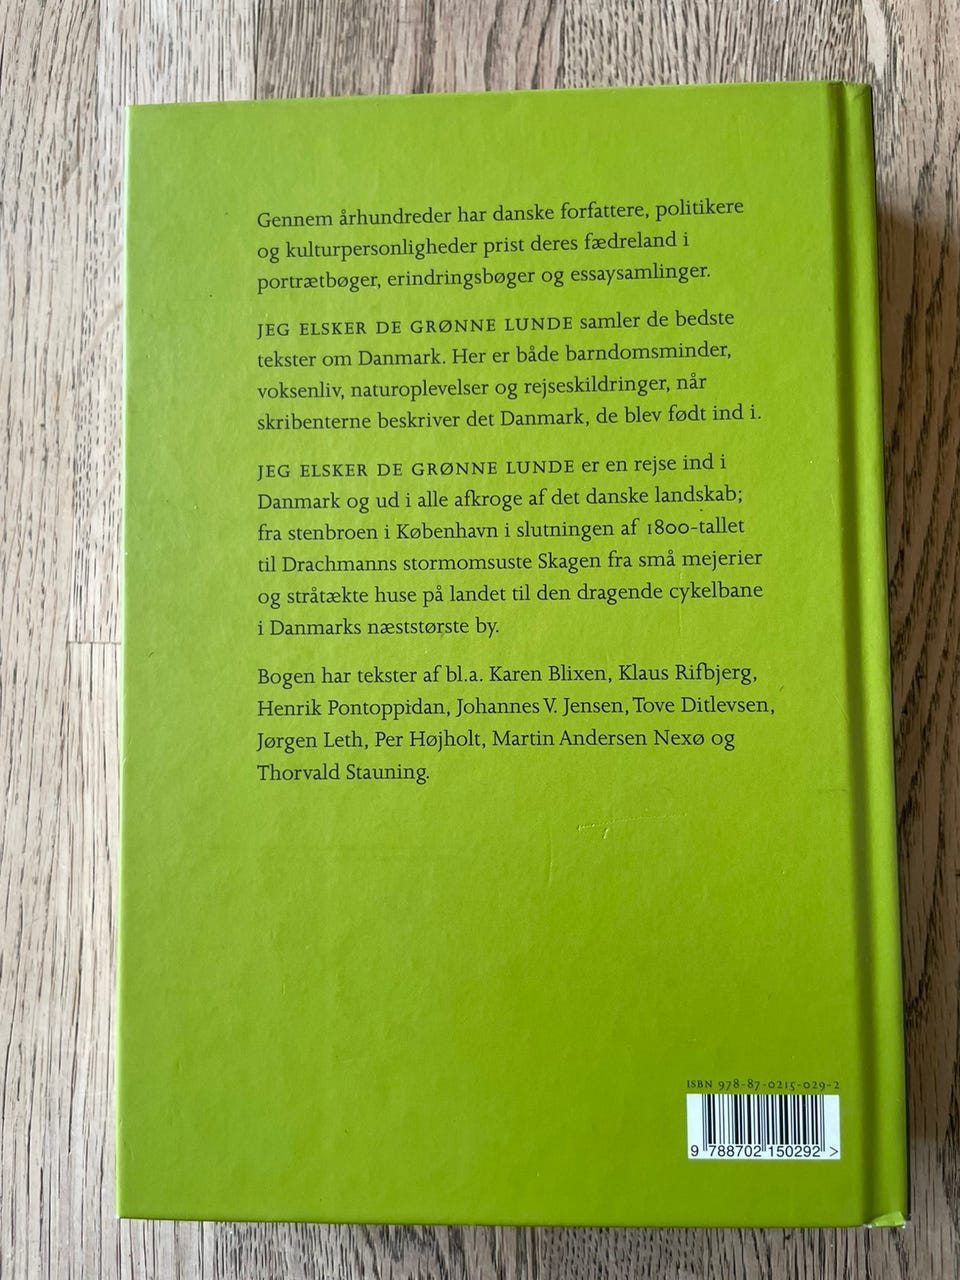 Gennem århundreder har danske forfattere, politikere
og kulturpersonligheder prist deres fædreland i
portrætbøger, erindringsbøger og essaysamlinger.
JEG ELSKER DE GRØNNE LUNDE samler de bedste
tekster om Danmark. Her er både barndomsminder,
voksenliv, naturoplevelser og rejseskildringer, når
skribenterne beskriver det Danmark, de blev født ind i.
JEG ELSKER DE GRØNNE LUNDE er en rejse ind i
Danmark og ud i alle afkroge af det danske landskab;
fra stenbroen i København i slutningen af 1800-tallet
til Drachmanns stormomsuste Skagen fra små mejerier
og stråtækte huse på landet til den dragende cykelbane
i Danmarks næststørste by.
Bogen har tekster af bl.a. Karen Blixen, Klaus Rifbjerg,
Henrik Pontoppidan, Johannes V. Jensen, Tove Ditlevsen,
Jørgen Leth, Per Højholt, Martin Andersen Nexø og
Thorvald Stauning.
ISBN 978-87-0215-029-2
9 788702 150292 >